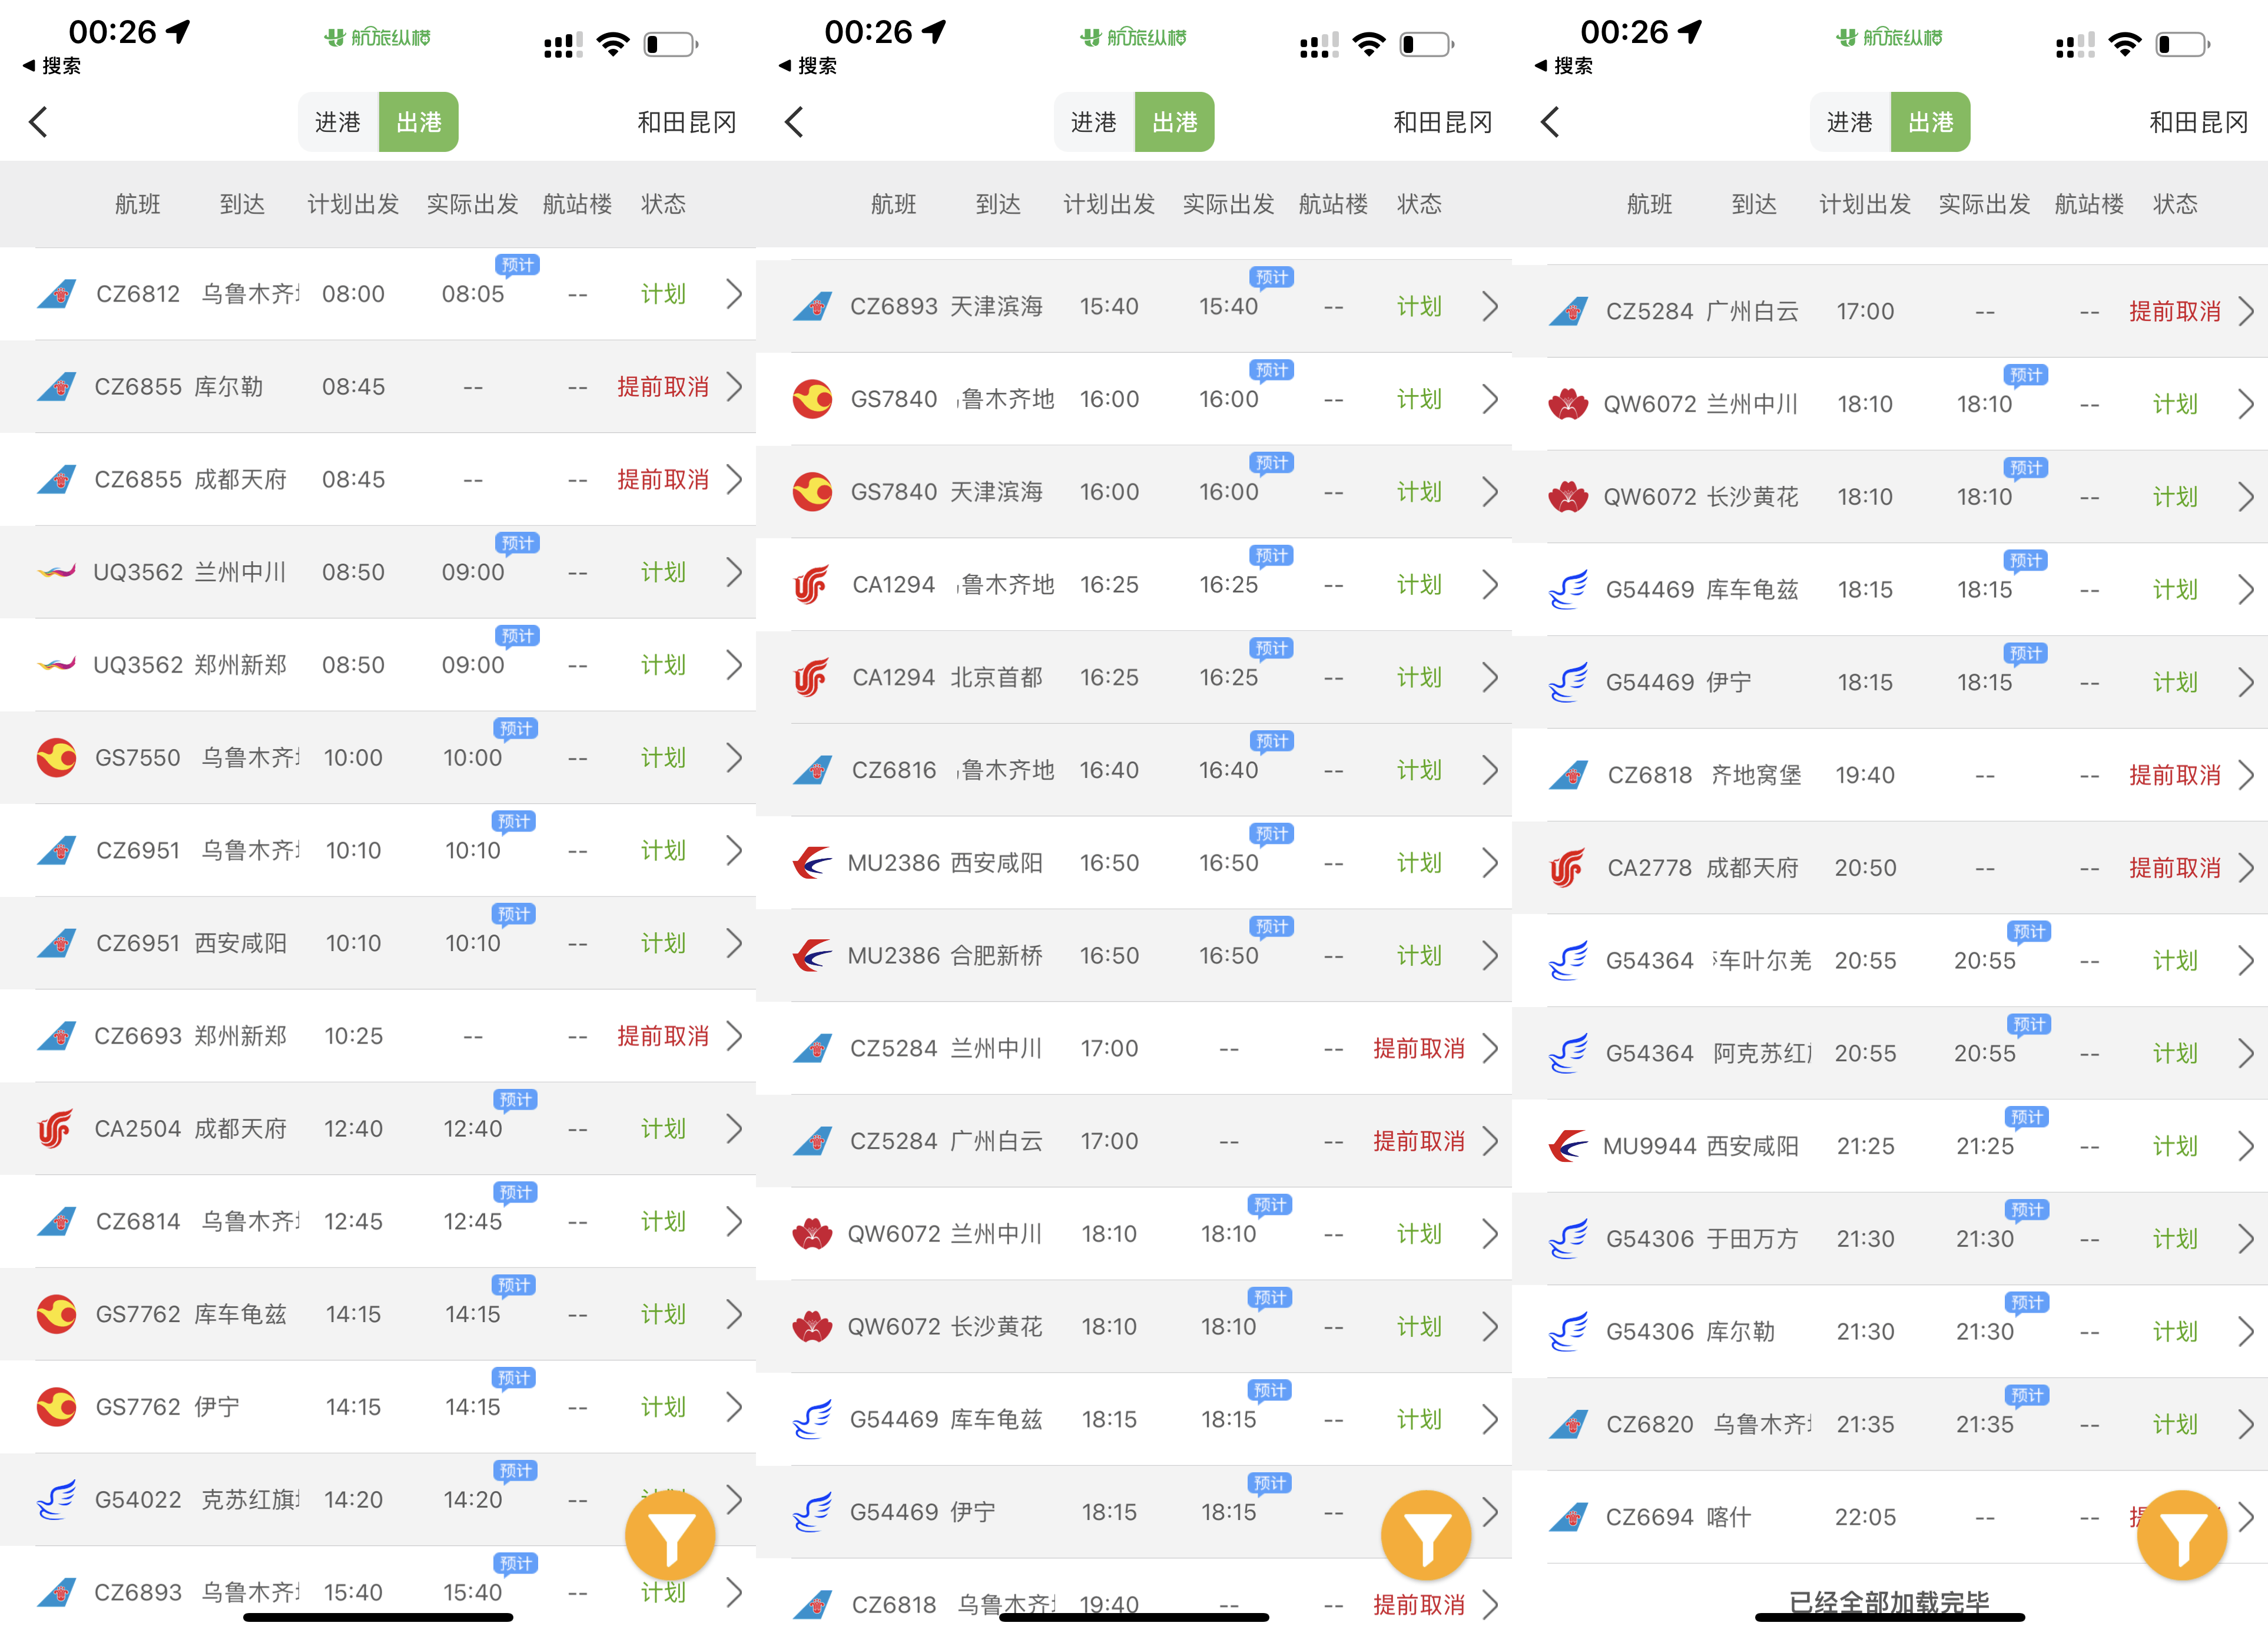 00:26
航旅纵横
◀ 搜索
进港 出港 和田昆冈
航班 到达 计划出发 实际出发 航站楼 状态
CZ6812 乌鲁木齐 08:00 预计 08:05 -- 计划
CZ6855 库尔勒 08:45 -- -- 提前取消
CZ6855 成都天府 08:45 -- -- 提前取消
UQ3562 兰州中川 08:50 预计 09:00 -- 计划
UQ3562 郑州新郑 08:50 预计 09:00 -- 计划
GS7550 乌鲁木齐 10:00 预计 10:00 -- 计划
CZ6951 乌鲁木齐 10:10 预计 10:10 -- 计划
CZ6951 西安咸阳 10:10 预计 10:10 -- 计划
CZ6693 郑州新郑 10:25 -- -- 提前取消
CA2504 成都天府 12:40 预计 12:40 -- 计划
CZ6814 乌鲁木齐 12:45 预计 12:45 -- 计划
GS7762 库车龟兹 14:15 预计 14:15 -- 计划
GS7762 伊宁 14:15 预计 14:15 -- 计划
G54022 克苏红旗 14:20 预计 14:20 --
CZ6893 乌鲁木齐 15:40 预计 15:40 -- 计划
00:26
航旅纵横
◀ 搜索
进港 出港 和田昆冈
航班 到达 计划出发 实际出发 航站楼 状态
CZ6893 天津滨海 15:40 预计 15:40 -- 计划
GS7840 鲁木齐地 16:00 预计 16:00 -- 计划
GS7840 天津滨海 16:00 预计 16:00 -- 计划
CA1294 鲁木齐地 16:25 预计 16:25 -- 计划
CA1294 北京首都 16:25 预计 16:25 -- 计划
CZ6816 鲁木齐地 16:40 预计 16:40 -- 计划
MU2386 西安咸阳 16:50 预计 16:50 -- 计划
MU2386 合肥新桥 16:50 预计 16:50 -- 计划
CZ5284 兰州中川 17:00 -- -- 提前取消
CZ5284 广州白云 17:00 -- -- 提前取消
QW6072 兰州中川 18:10 预计 18:10 -- 计划
QW6072 长沙黄花 18:10 预计 18:10 -- 计划
G54469 库车龟兹 18:15 预计 18:15 -- 计划
G54469 伊宁 18:15 预计 18:15 --
CZ6818 乌鲁木齐 19:40 -- -- 提前取消
00:26
航旅纵横
◀ 搜索
进港 出港 和田昆冈
航班 到达 计划出发 实际出发 航站楼 状态
CZ5284 广州白云 17:00 -- -- 提前取消
QW6072 兰州中川 18:10 预计 18:10 -- 计划
QW6072 长沙黄花 18:10 预计 18:10 -- 计划
G54469 库车龟兹 18:15 预计 18:15 -- 计划
G54469 伊宁 18:15 预计 18:15 -- 计划
CZ6818 齐地窝堡 19:40 -- -- 提前取消
CA2778 成都天府 20:50 -- -- 提前取消
G54364 车叶尔羌 20:55 预计 20:55 -- 计划
G54364 阿克苏红 20:55 预计 20:55 -- 计划
MU9944 西安咸阳 21:25 预计 21:25 -- 计划
G54306 于田万方 21:30 预计 21:30 -- 计划
G54306 库尔勒 21:30 预计 21:30 -- 计划
CZ6820 乌鲁木齐 21:35 预计 21:35 -- 计划
CZ6694 喀什 22:05 -- --
已经全部加载完毕